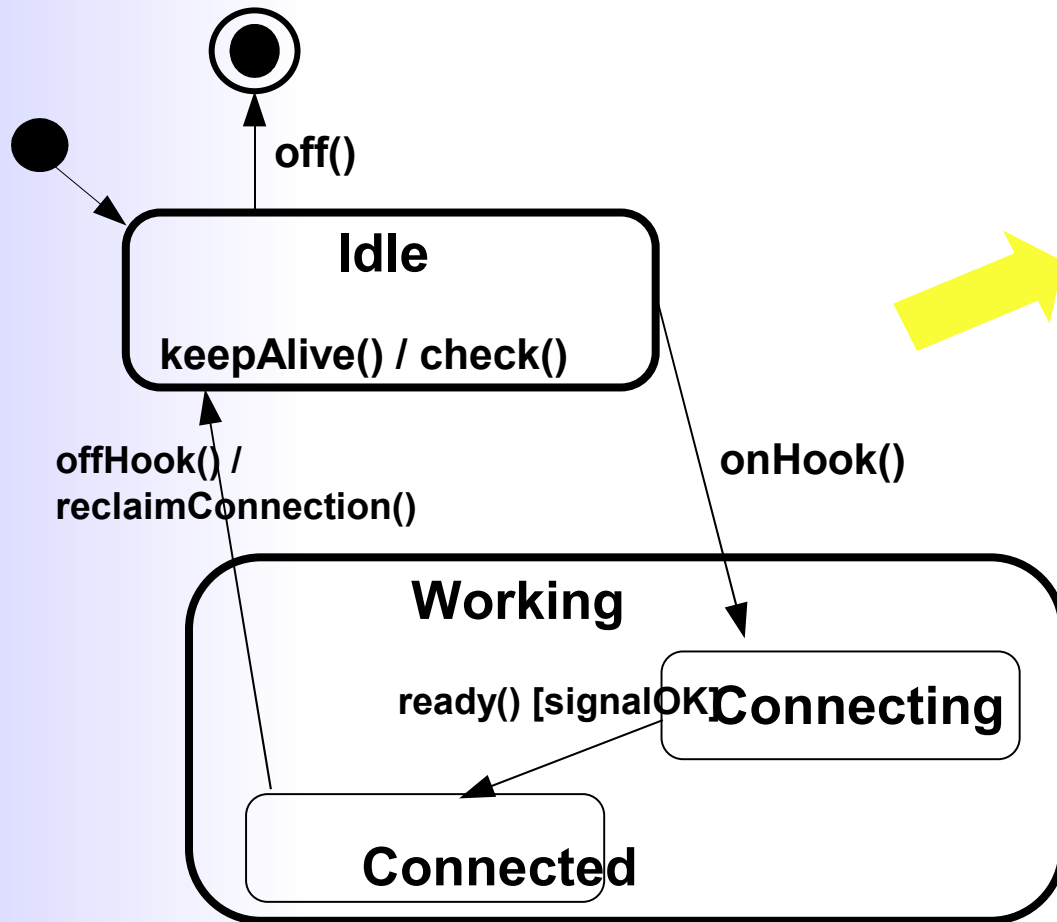 off()
Idle
keepAlive() / check()
offHook() /
reclaimConnection()
onHook()
Working
ready() [signalOK]
Connecting
Connected